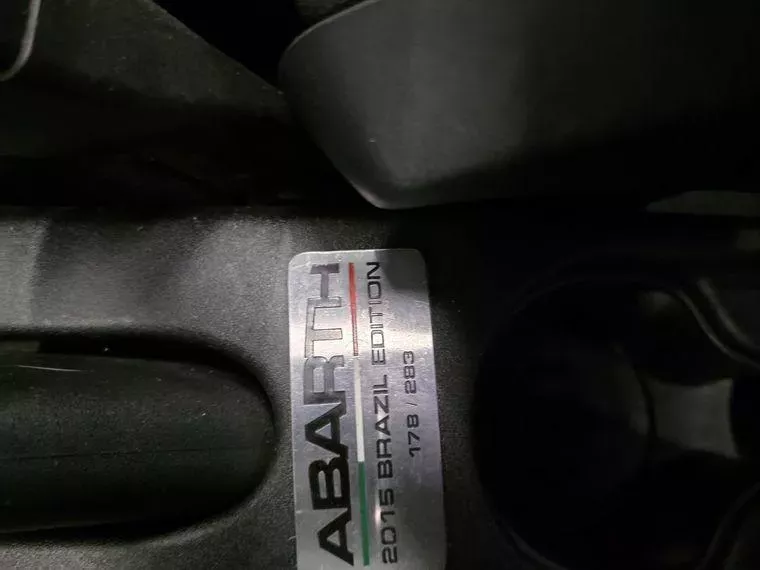 ABARTH
2015 BRAZIL EDITION
178 / 283